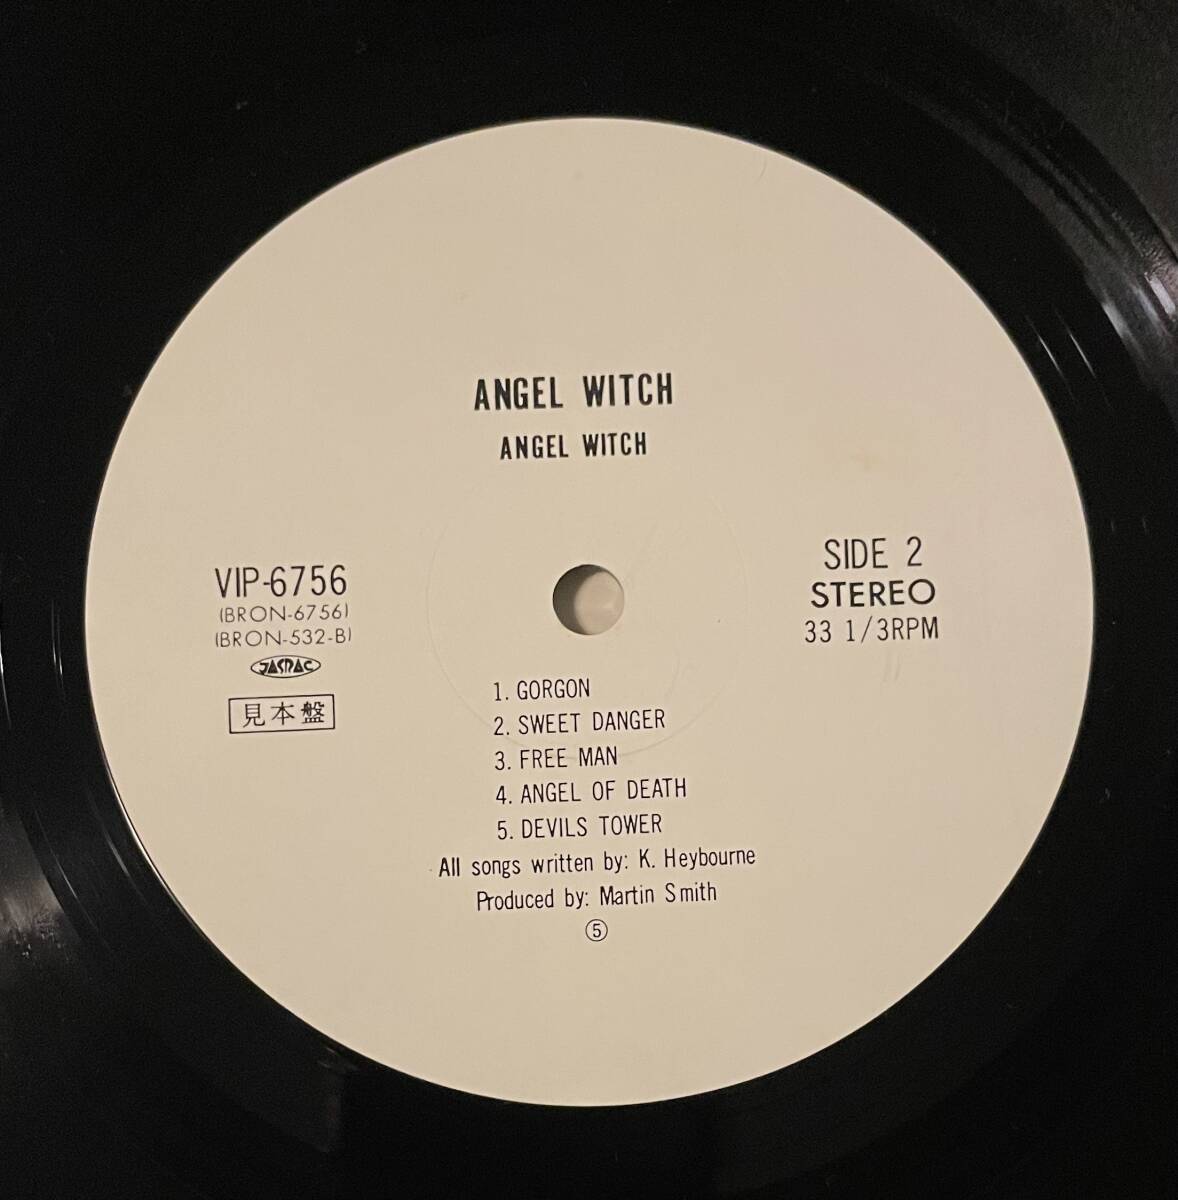 ANGEL WITCH
ANGEL WITCH
VIP-6756
(BRON-6756)
(BRON-532-B)
JASRAC
見本盤
SIDE 2
STEREO
33 1/3RPM
1. GORGON
2. SWEET DANGER
3. FREE MAN
4. ANGEL OF DEATH
5. DEVILS TOWER
All songs written by: K. Heybourne
Produced by: Martin Smith
⑤